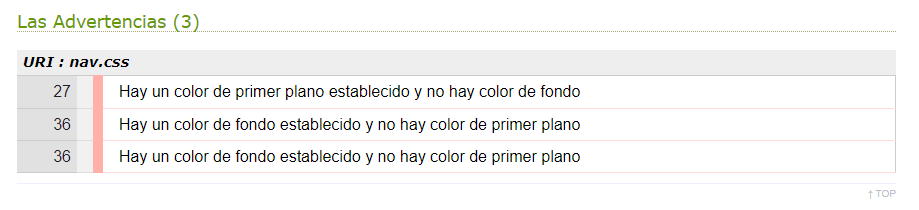 Las Advertencias (3)
URI : nav.css
27 Hay un color de primer plano establecido y no hay color de fondo
36 Hay un color de fondo establecido y no hay color de primer plano
36 Hay un color de fondo establecido y no hay color de primer plano
↑ TOP